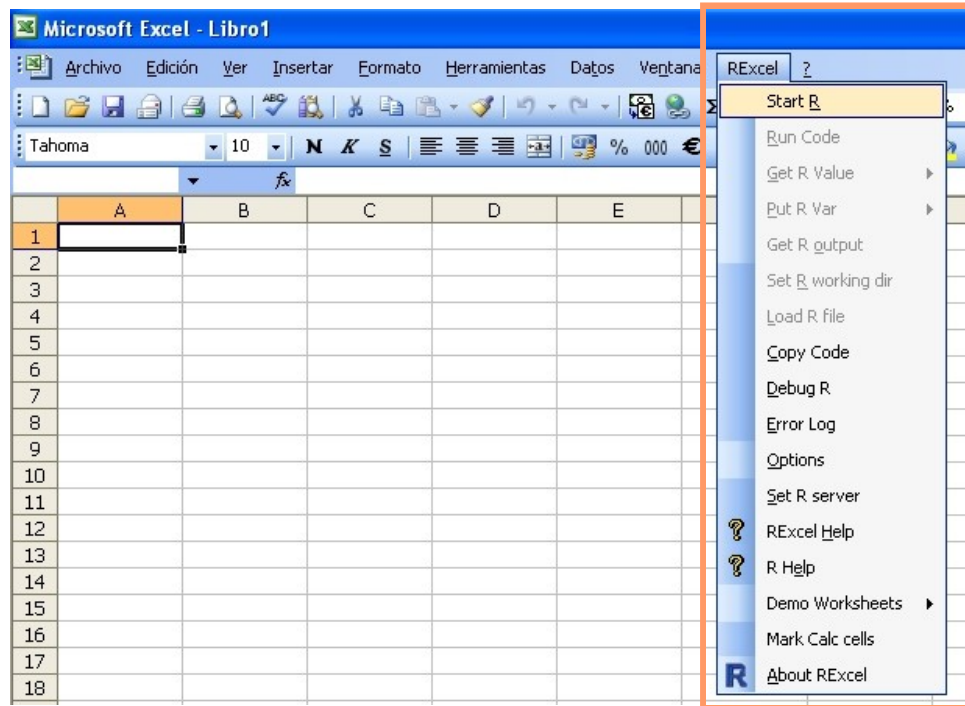 Microsoft Excel - Libro1
Archivo Edición Ver Insertar Formato Herramientas Datos Ventana RExcel ?
ABC Σ
Tahoma 10 N K S % 000 €
fx
A B C D E
1
2
3
4
5
6
7
8
9
10
11
12
13
14
15
16
17
18
Start R
Run Code
Get R Value
Put R Var
Get R output
Set R working dir
Load R file
Copy Code
Debug R
Error Log
Options
Set R server
RExcel Help
R Help
Demo Worksheets
Mark Calc cells
R About RExcel